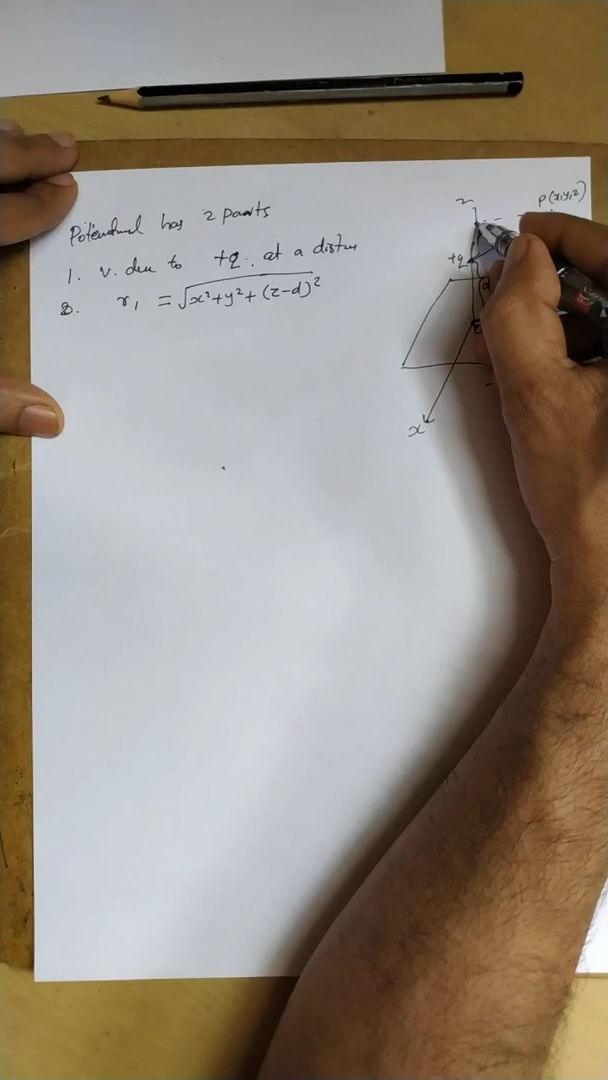 Potential has 2 parts
1. V. due to +q. at a distan
2. r₁ = √x²+y²+(z-d)²
z
P(x,y,z)
+q
d
z
x